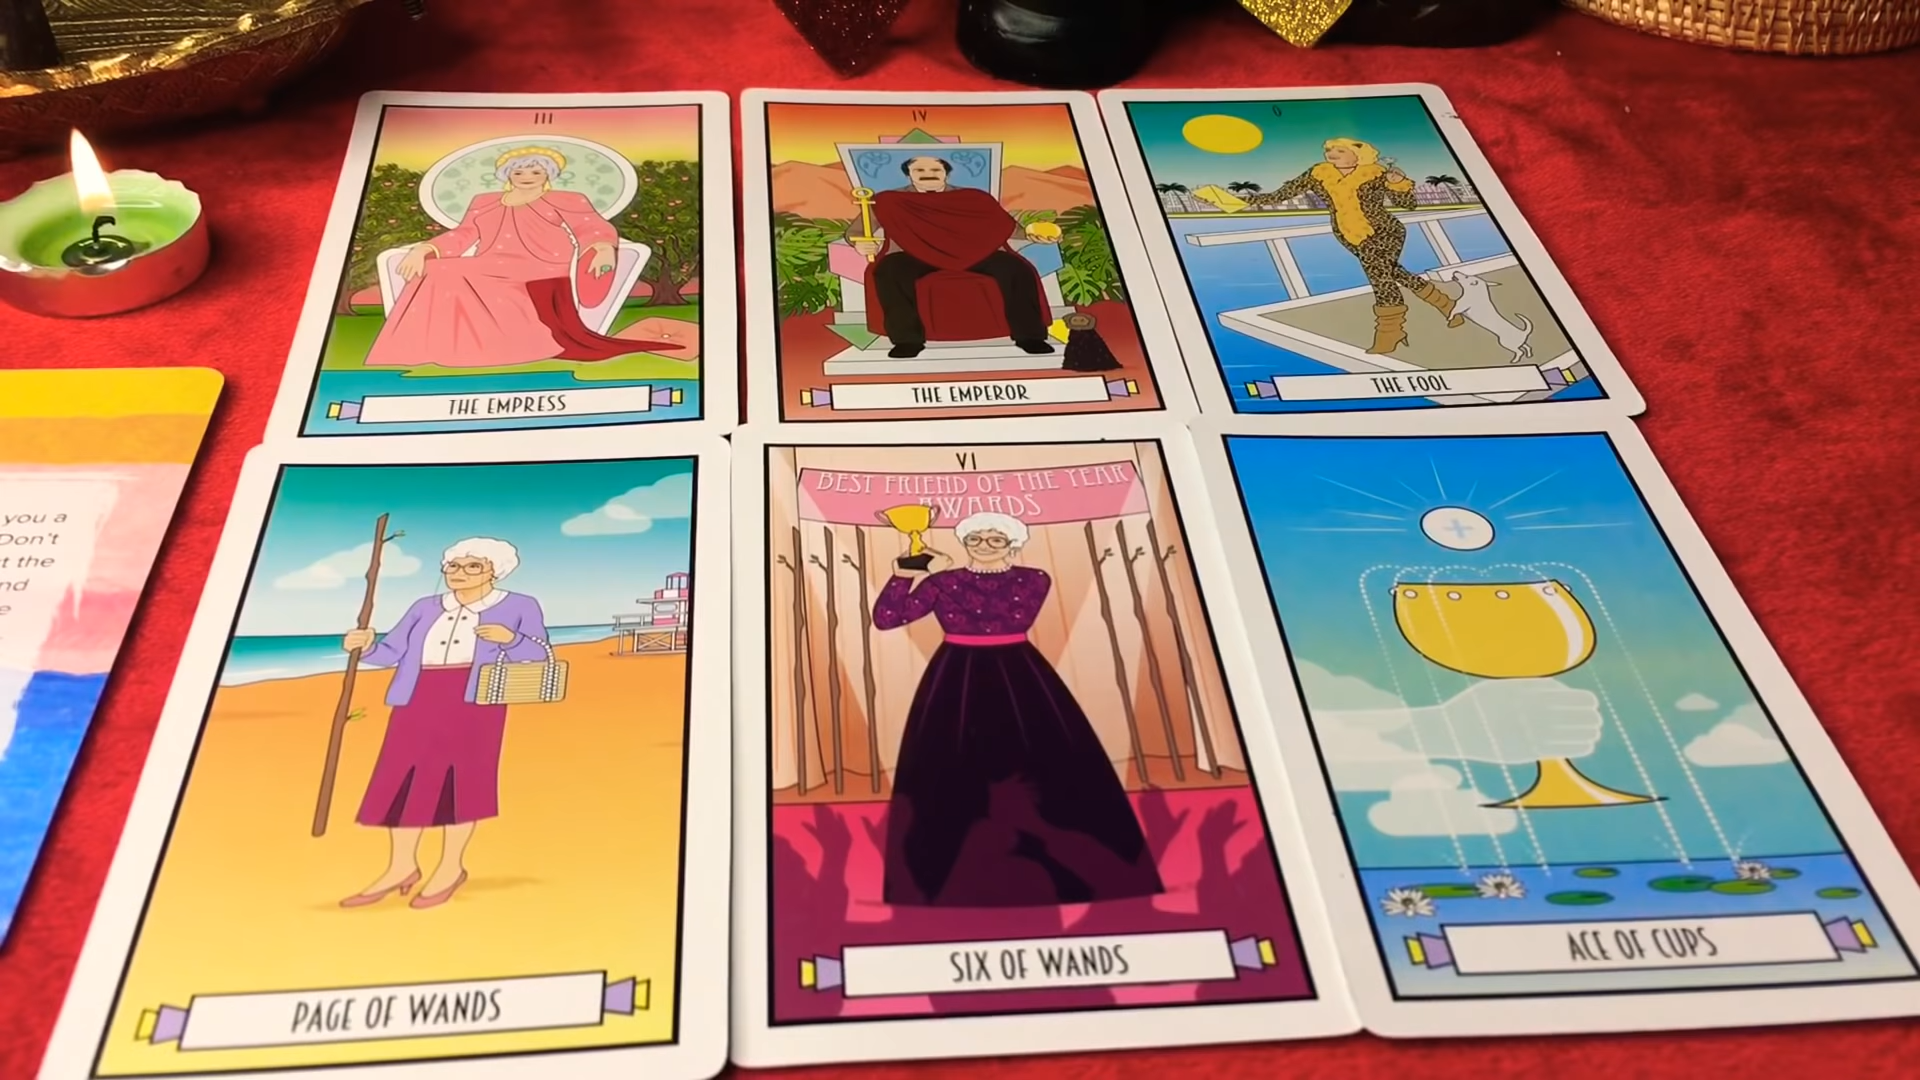 III
THE EMPRESS
IV
THE EMPEROR
0
THE FOOL
you a
Don't
t the
nd
e
PAGE OF WANDS
VI
BEST FRIEND OF THE YEAR
AWARDS
SIX OF WANDS
ACE OF CUPS